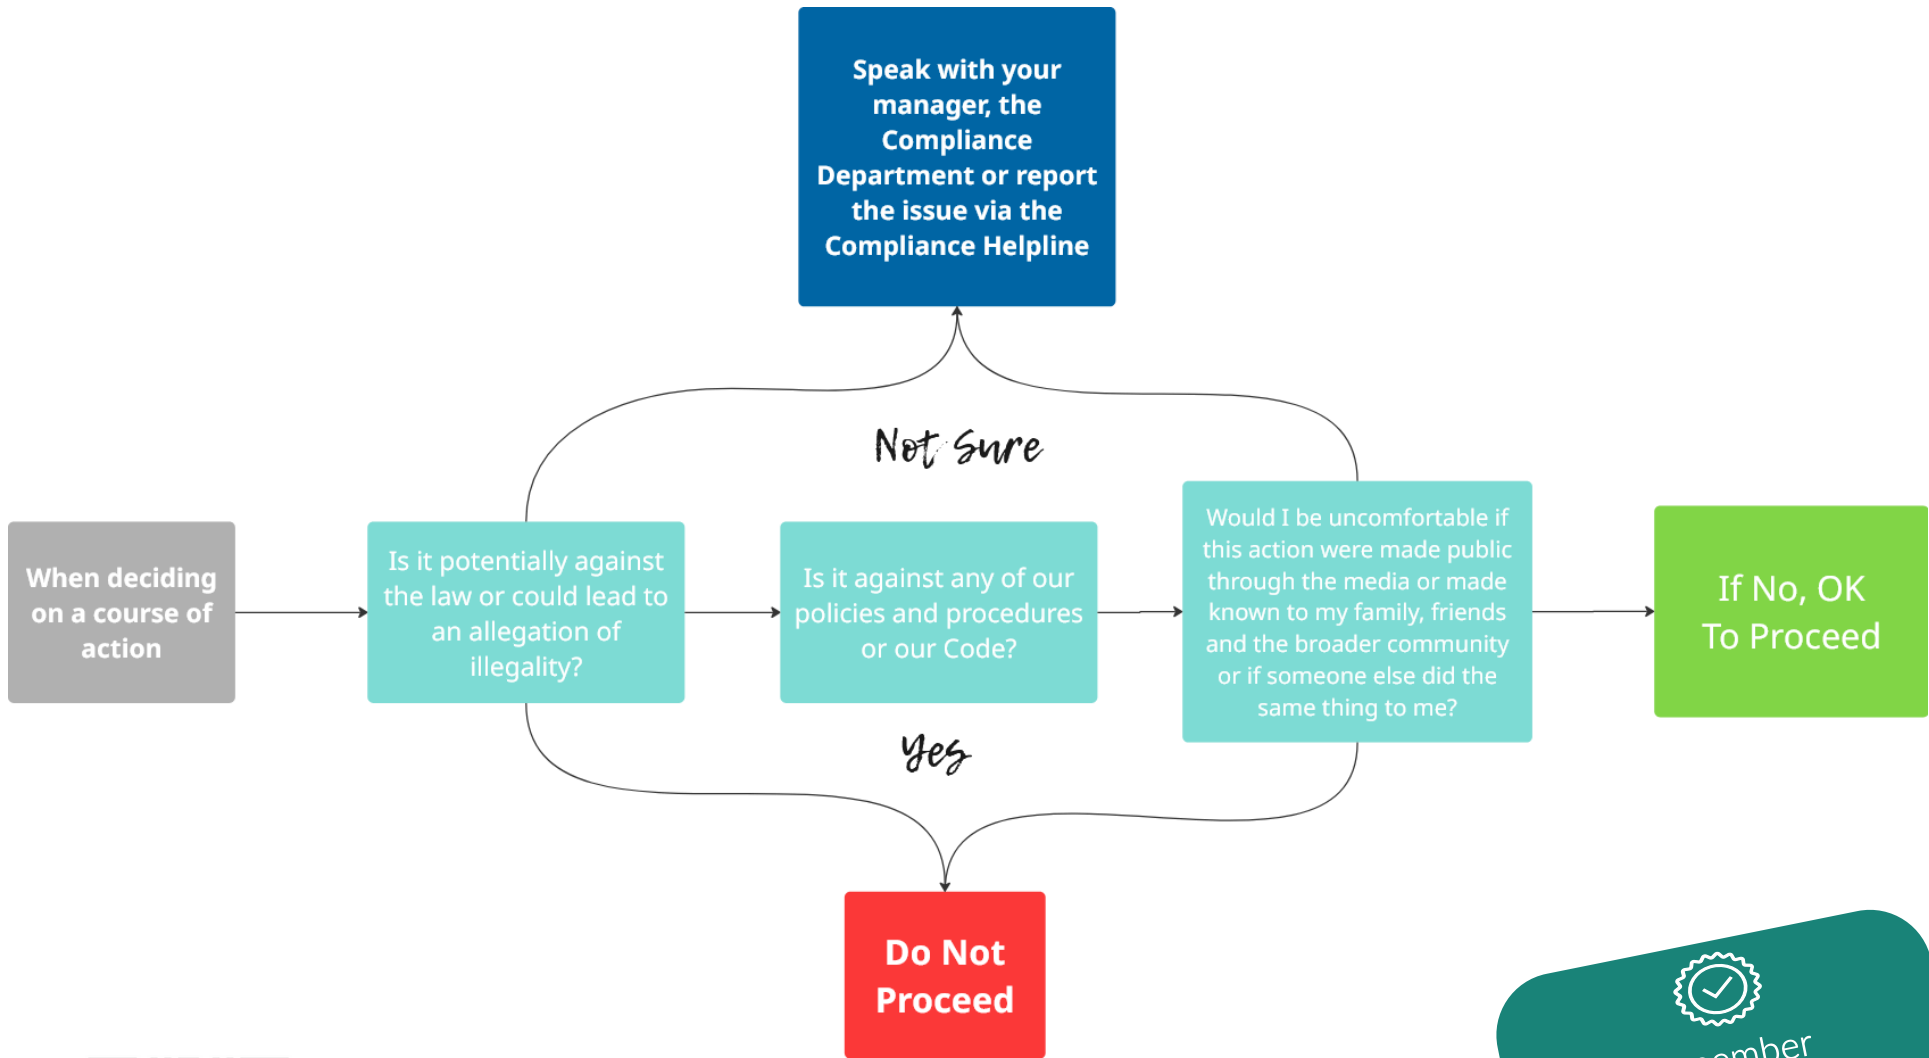 Speak with your
manager, the
Compliance
Department or report
the issue via the
Compliance Helpline
Not Sure
When deciding
on a course of
action
Is it potentially against
the law or could lead to
an allegation of
illegality?
Is it against any of our
policies and procedures
or our Code?
Would I be uncomfortable if
this action were made public
through the media or made
known to my family, friends
and the broader community
or if someone else did the
same thing to me?
If No, OK
To Proceed
Yes
Do Not
Proceed